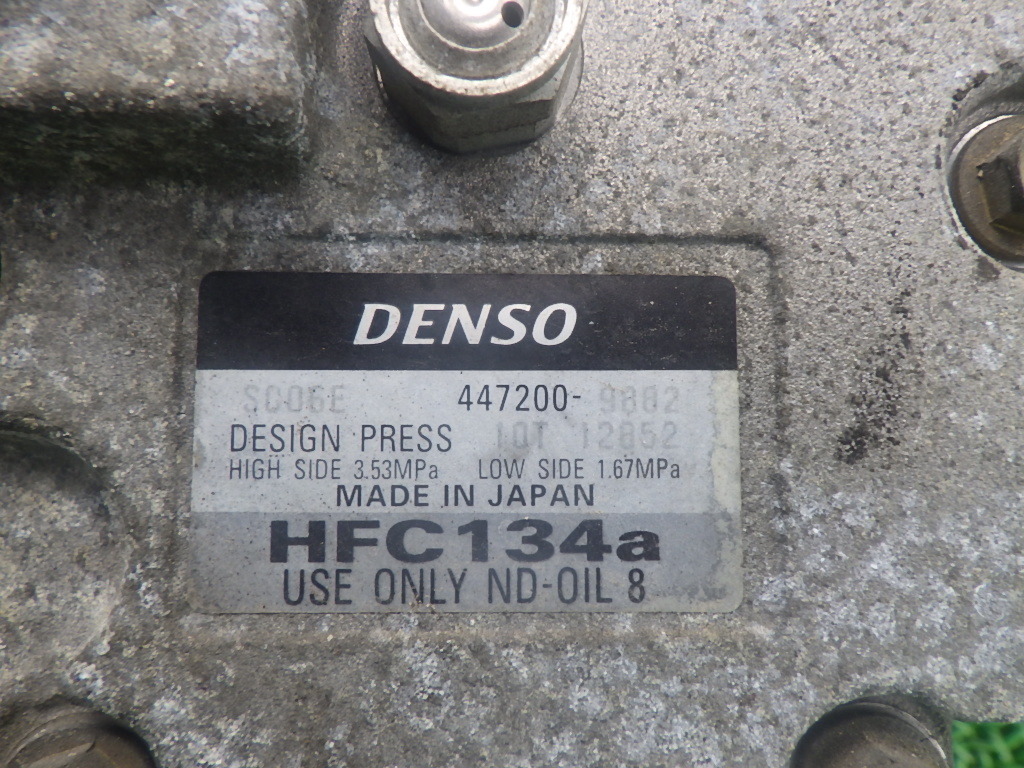 DENSO
SC06E 447200-
DESIGN PRESS
HIGH SIDE 3.53MPa LOW SIDE 1.67MPa
MADE IN JAPAN
HFC134a
USE ONLY ND-OIL 8